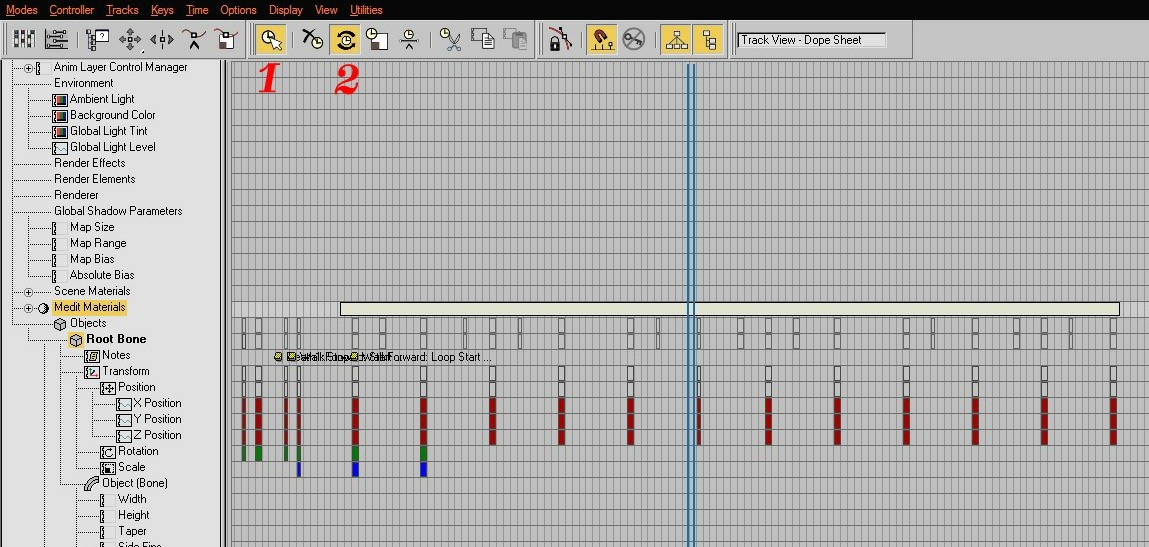 Modes Controller Tracks Keys Time Options Display View Utilities
Track View - Dope Sheet
1 2
Anim Layer Control Manager
Environment
Ambient Light
Background Color
Global Light Tint
Global Light Level
Render Effects
Render Elements
Renderer
Global Shadow Parameters
Map Size
Map Range
Map Bias
Absolute Bias
Scene Materials
Medit Materials
Objects
Root Bone
Notes
Forward: Loop Start ...
Transform
Position
X Position
Y Position
Z Position
Rotation
Scale
Object (Bone)
Width
Height
Taper
Side Fins